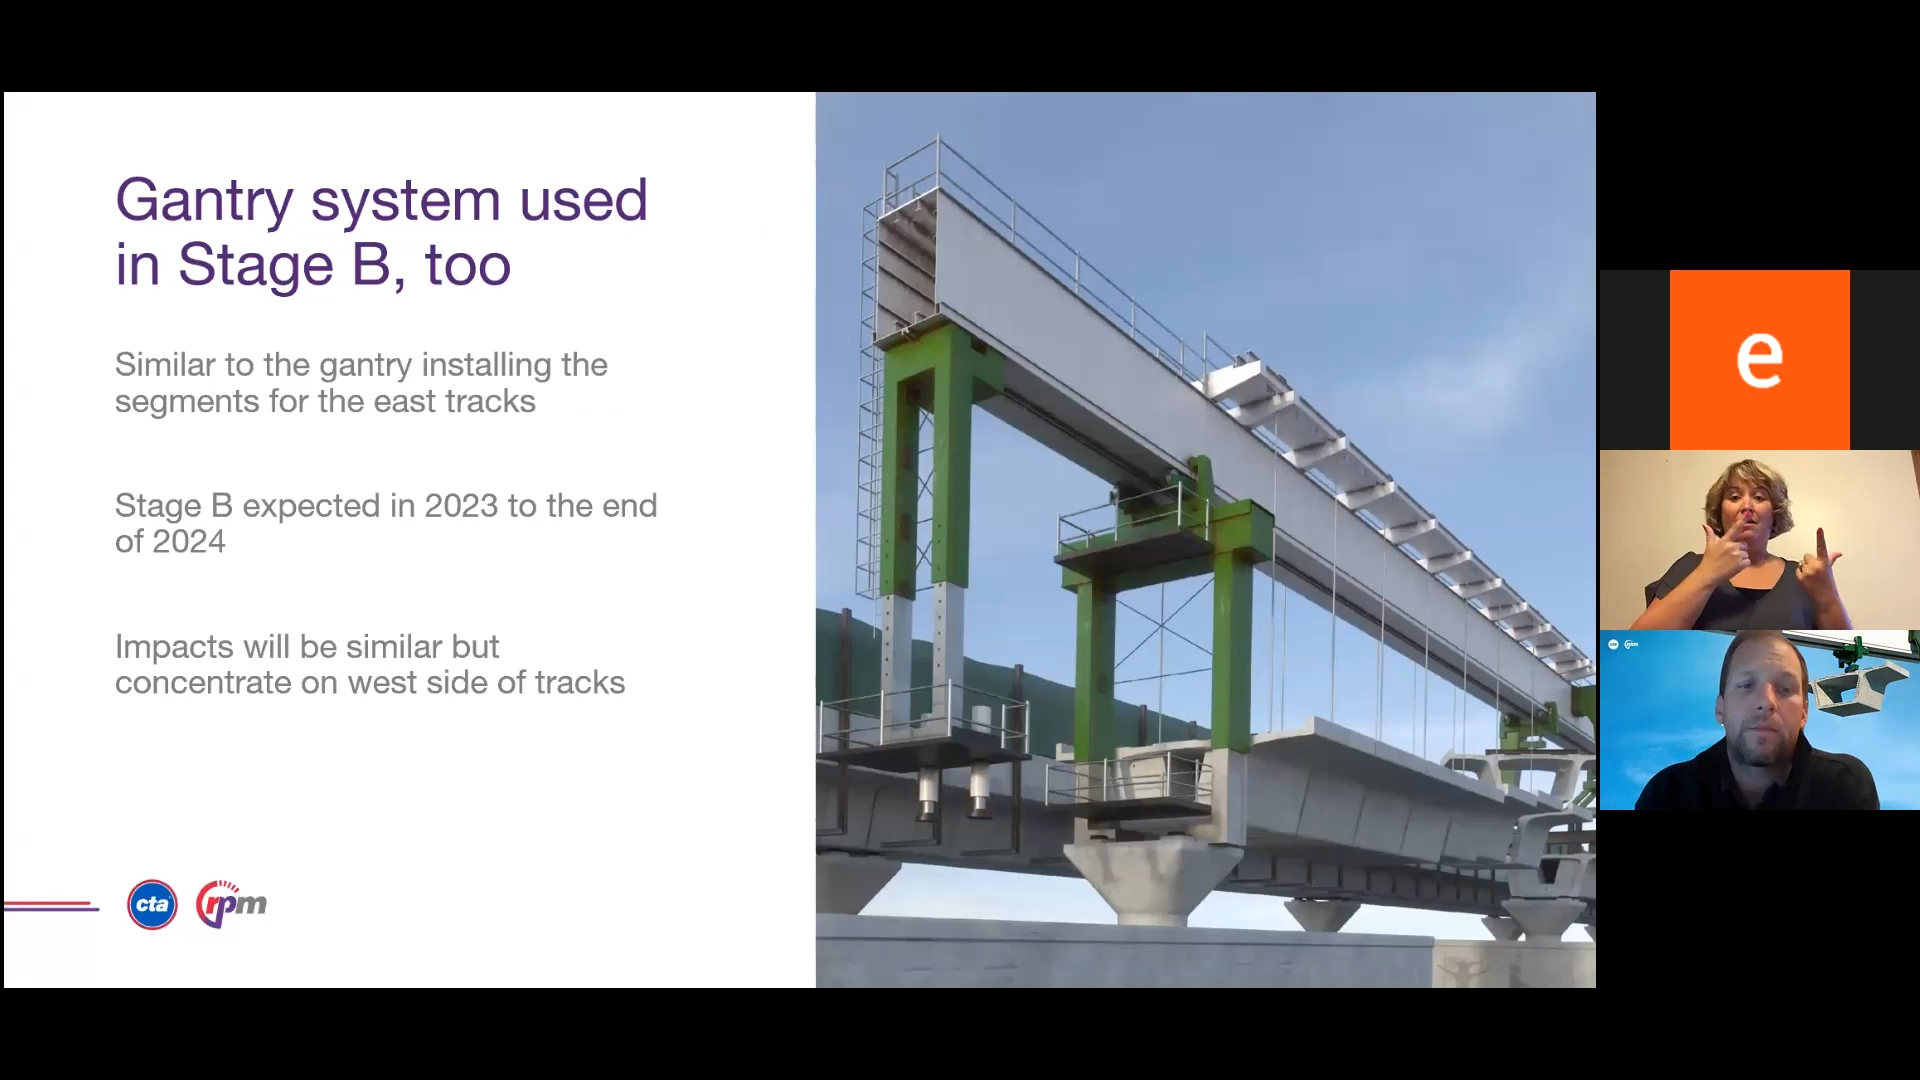 Gantry system used
in Stage B, too
Similar to the gantry installing the
segments for the east tracks
Stage B expected in 2023 to the end
of 2024
Impacts will be similar but
concentrate on west side of tracks
cta
rpm
e
cta rpm